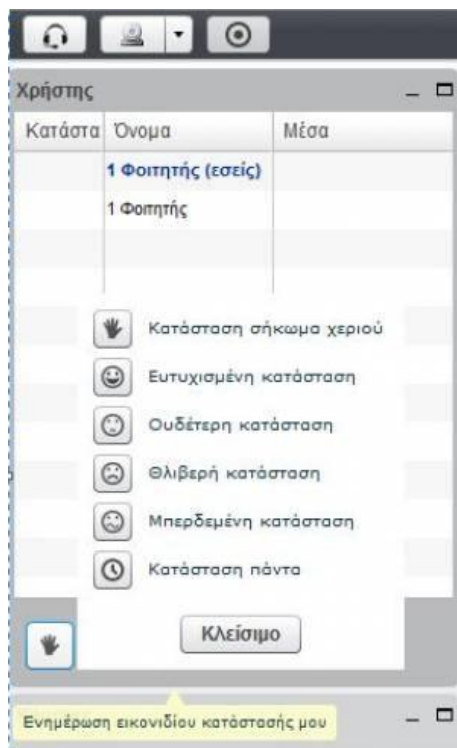 Χρήστης
Κατάστα Όνομα Μέσα
1 Φοιτητής (εσείς)
1 Φοιτητής
Κατάσταση σήκωμα χεριού
Ευτυχισμένη κατάσταση
Ουδέτερη κατάσταση
Θλιβερή κατάσταση
Μπερδεμένη κατάσταση
Κατάσταση πάντα
Κλείσιμο
Ενημέρωση εικονιδίου κατάστασής μου